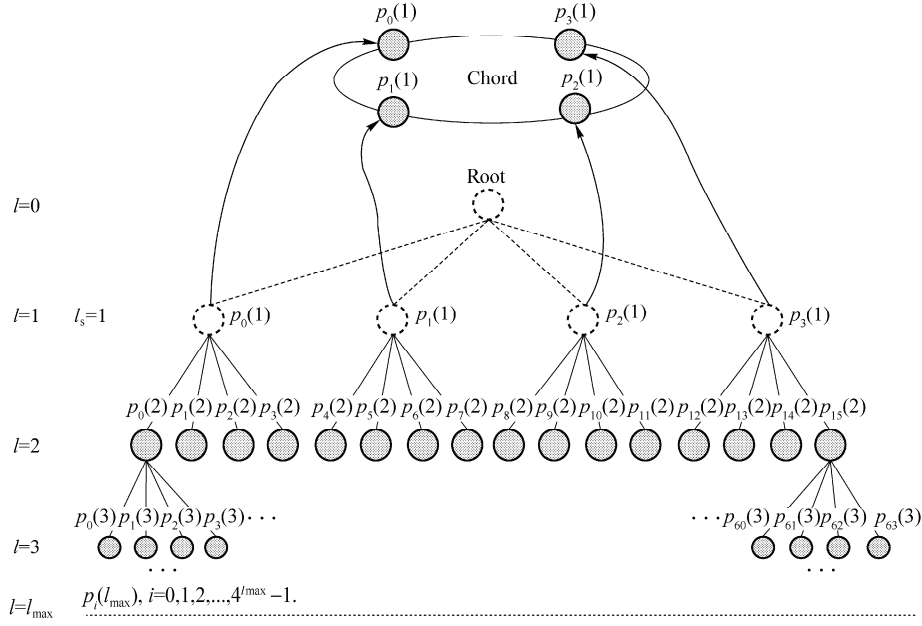 p₀(1) p₃(1)
Chord
p₁(1) p₂(1)
Root
l=0
l=1 lₛ=1 p₀(1) p₁(1) p₂(1) p₃(1)
p₀(2) p₁(2) p₂(2) p₃(2) p₄(2) p₅(2) p₆(2) p₇(2) p₈(2) p₉(2) p₁₀(2) p₁₁(2) p₁₂(2) p₁₃(2) p₁₄(2) p₁₅(2)
l=2
p₀(3) p₁(3) p₂(3) p₃(3) ··· ··· p₆₀(3) p₆₁(3) p₆₂(3) p₆₃(3)
l=3
··· ···
l=lₘₐₓ pᵢ(lₘₐₓ), i=0,1,2,...,4^lmax −1.